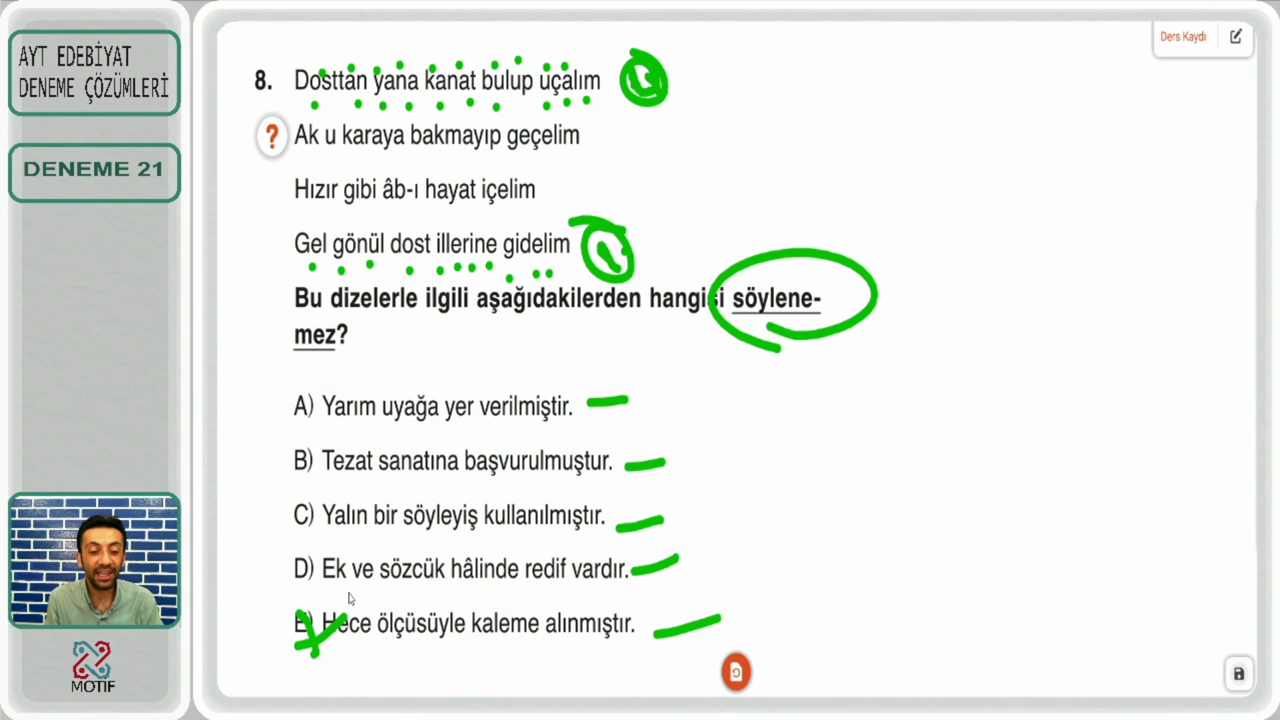 AYT EDEBİYAT
DENEME ÇÖZÜMLERİ
DENEME 21
MOTIF
Ders Kaydı
8. Dosttan yana kanat bulup uçalım
? Ak u karaya bakmayıp geçelim
Hızır gibi âb-ı hayat içelim
Gel gönül dost illerine gidelim
Bu dizelerle ilgili aşağıdakilerden hangisi söylene-
mez?
A) Yarım uyağa yer verilmiştir.
B) Tezat sanatına başvurulmuştur.
C) Yalın bir söyleyiş kullanılmıştır.
D) Ek ve sözcük hâlinde redif vardır.
E) Hece ölçüsüyle kaleme alınmıştır.